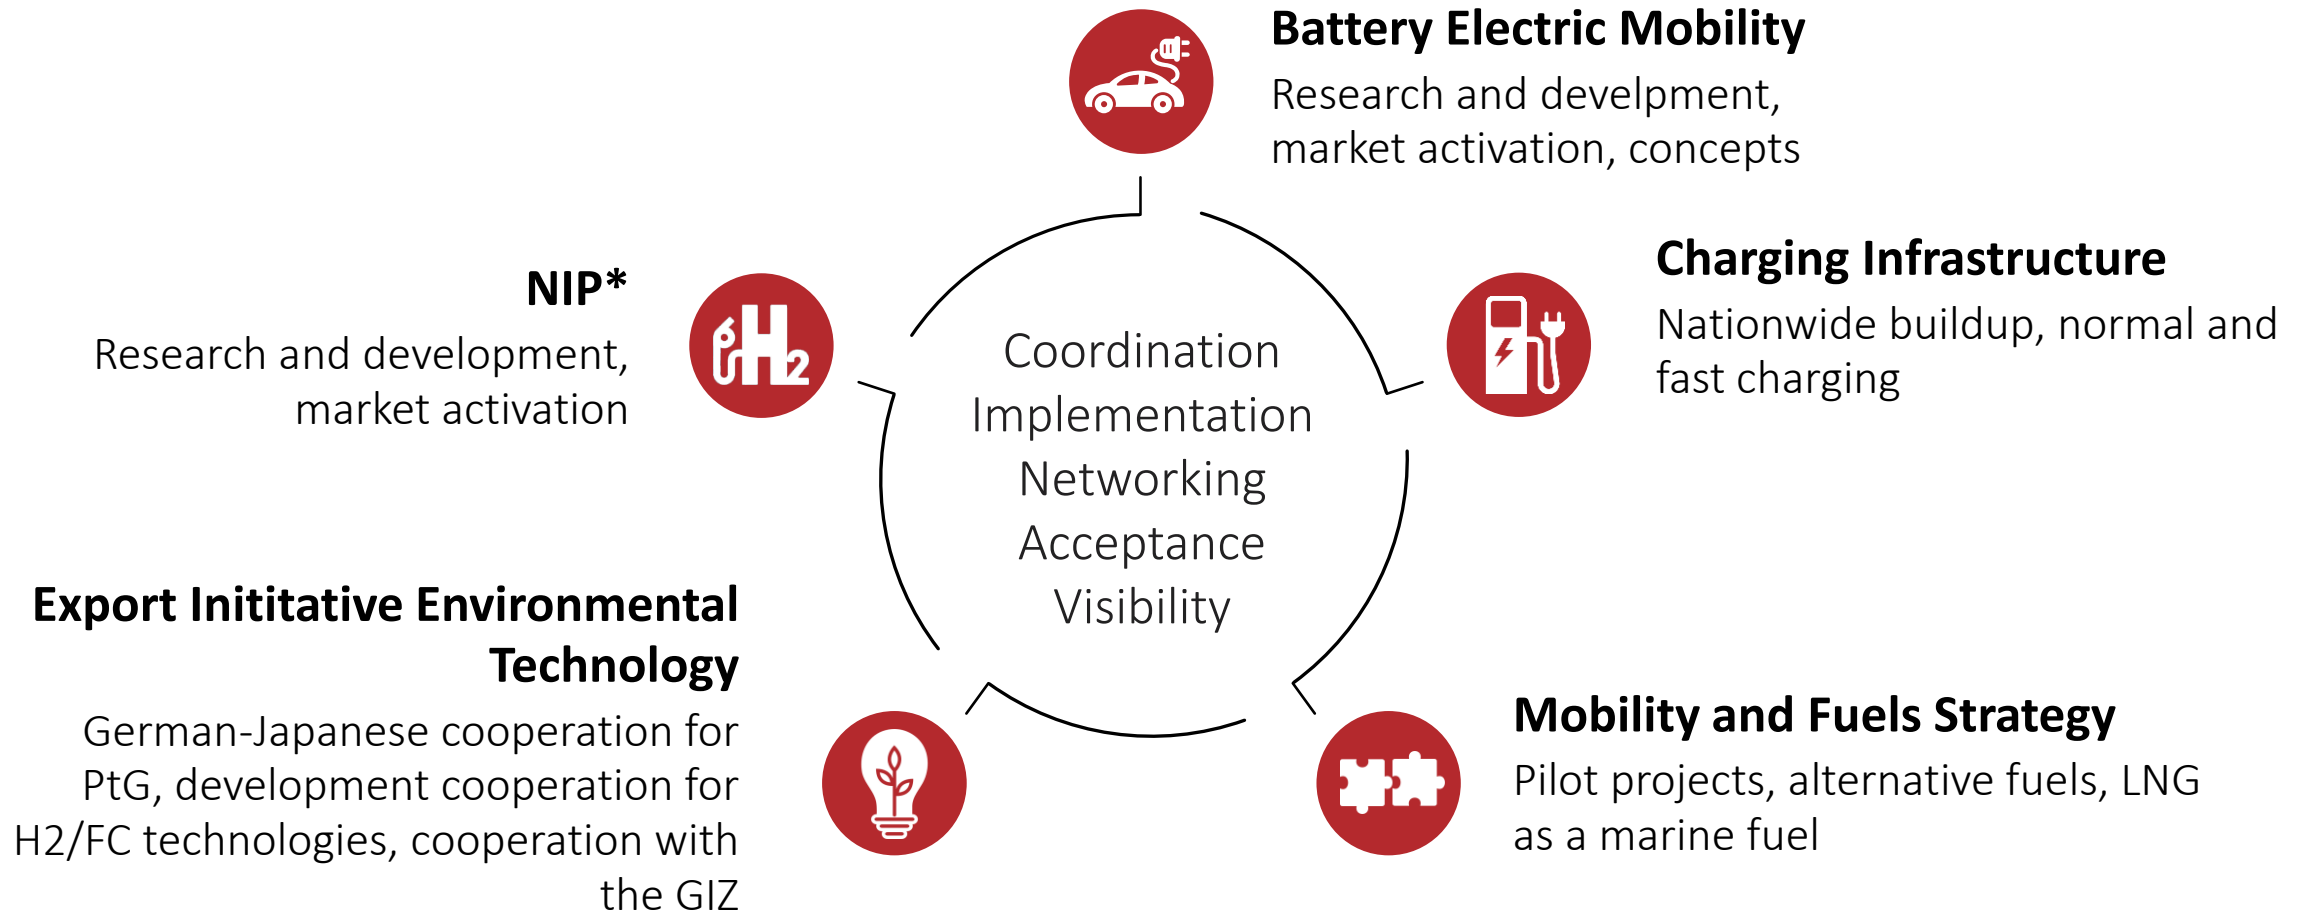 Battery Electric Mobility
Research and develpment,
market activation, concepts
Charging Infrastructure
Nationwide buildup, normal and
fast charging
NIP*
Research and development,
market activation
H2
Coordination
Implementation
Networking
Acceptance
Visibility
Export Inititative Environmental
Technology
German-Japanese cooperation for
PtG, development cooperation for
H2/FC technologies, cooperation with
the GIZ
Mobility and Fuels Strategy
Pilot projects, alternative fuels, LNG
as a marine fuel